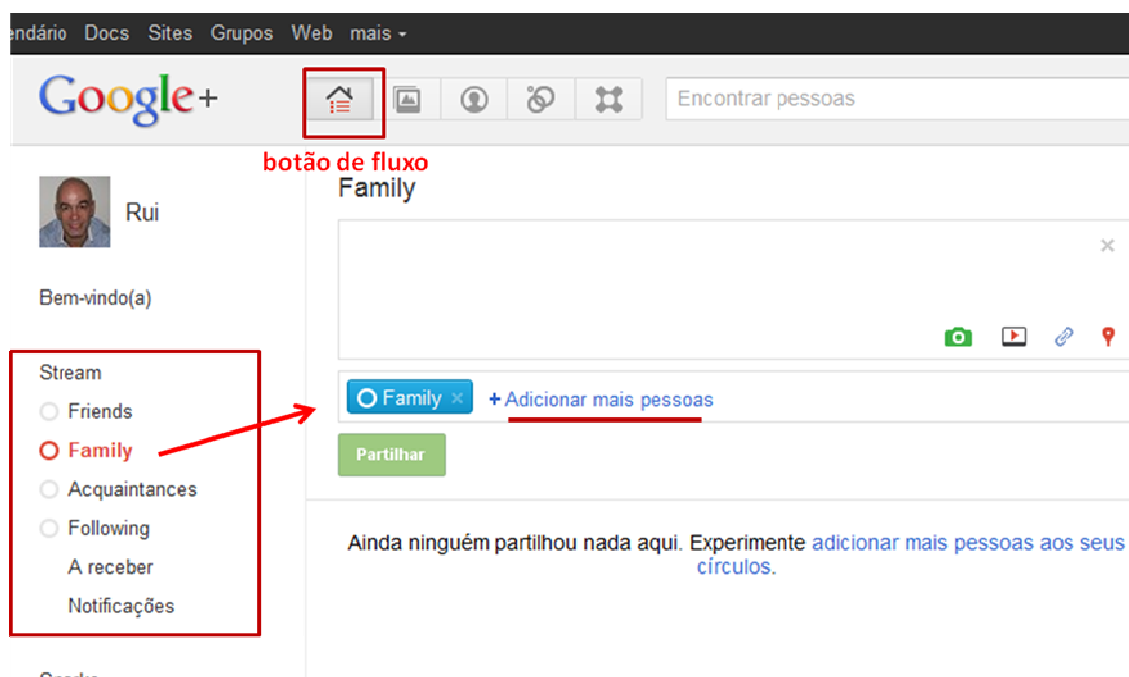 endário Docs Sites Grupos Web mais
Google+
Encontrar pessoas
botão de fluxo
Family
Rui
Bem-vindo(a)
Stream
Friends
Family
Acquaintances
Following
A receber
Notificações
Family × + Adicionar mais pessoas
Partilhar
Ainda ninguém partilhou nada aqui. Experimente adicionar mais pessoas aos seus
círculos.